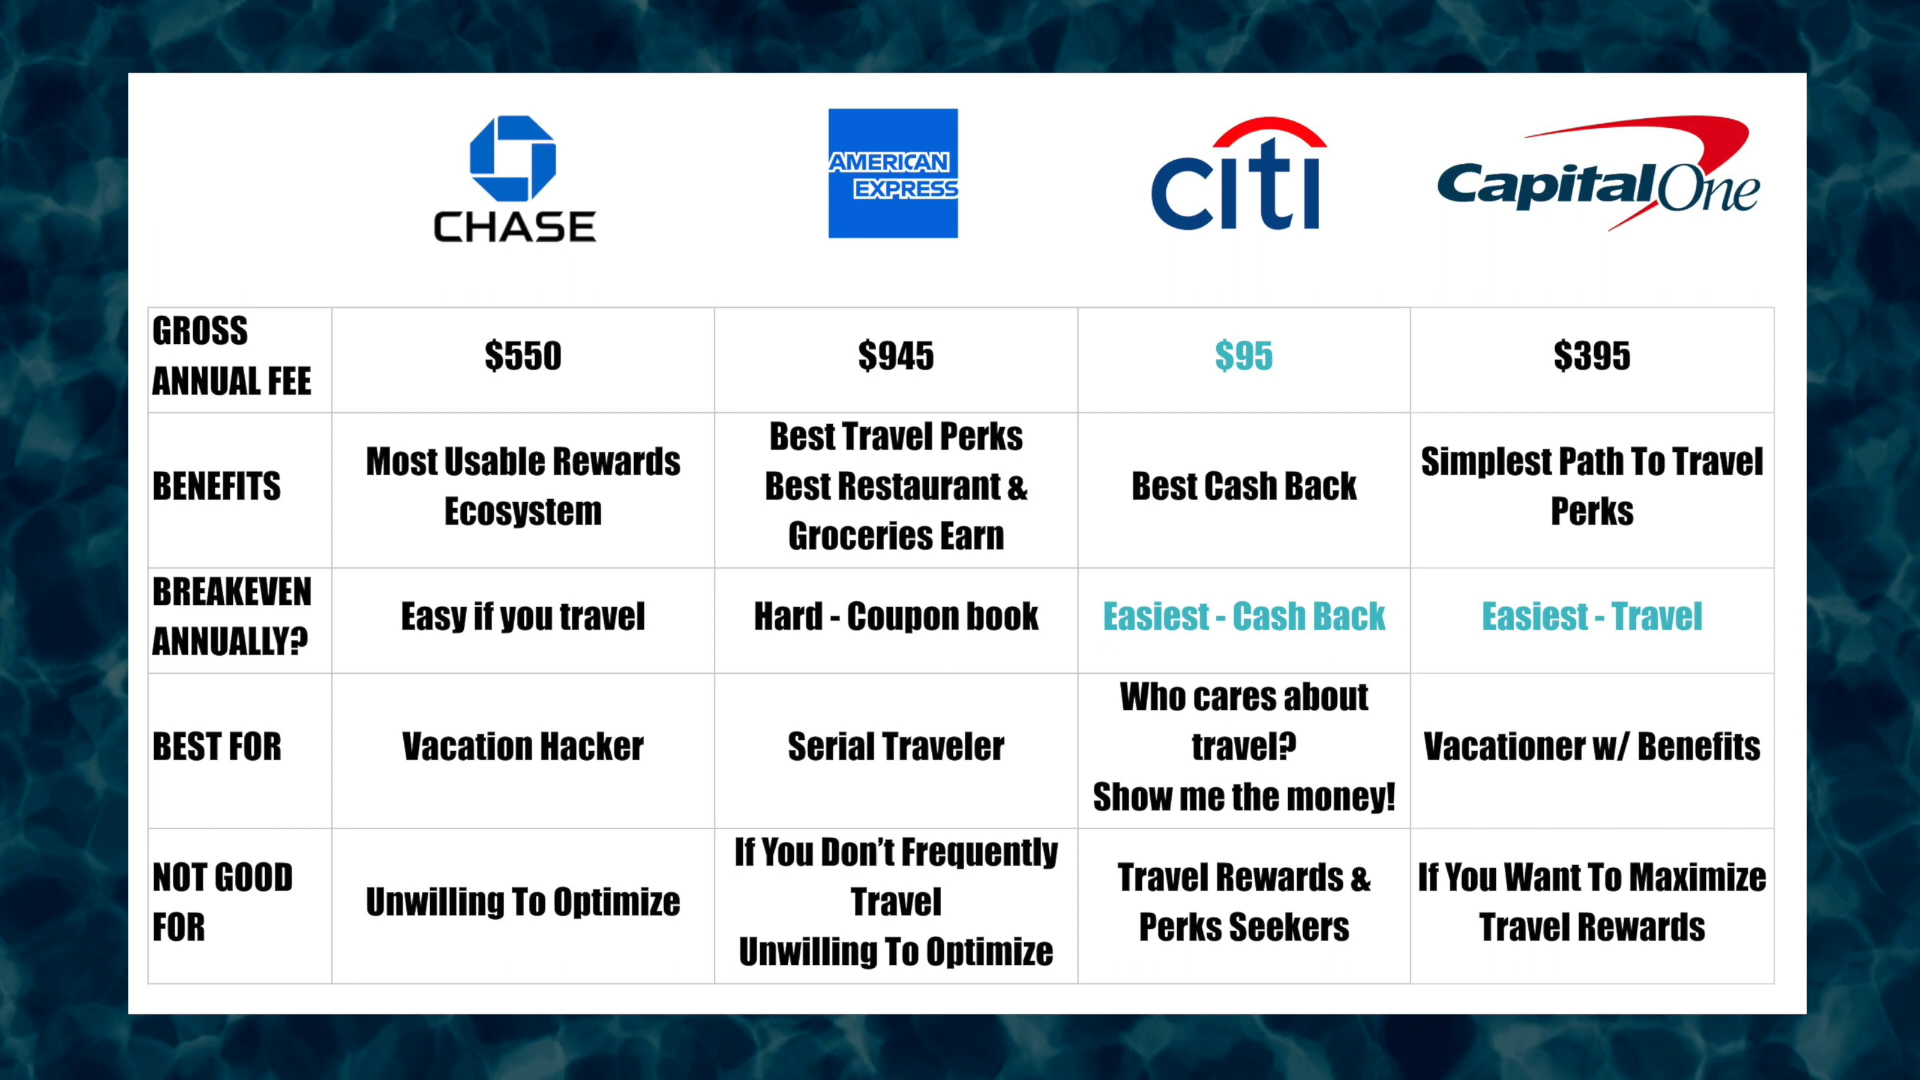 CHASE
AMERICAN
EXPRESS
citi
Capital One
GROSS
ANNUAL FEE
$550
$945
$95
$395
BENEFITS
Most Usable Rewards
Ecosystem
Best Travel Perks
Best Restaurant &
Groceries Earn
Best Cash Back
Simplest Path To Travel
Perks
BREAKEVEN
ANNUALLY?
Easy if you travel
Hard - Coupon book
Easiest - Cash Back
Easiest - Travel
BEST FOR
Vacation Hacker
Serial Traveler
Who cares about
travel?
Show me the money!
Vacationer w/ Benefits
NOT GOOD
FOR
Unwilling To Optimize
If You Don't Frequently
Travel
Unwilling To Optimize
Travel Rewards &
Perks Seekers
If You Want To Maximize
Travel Rewards